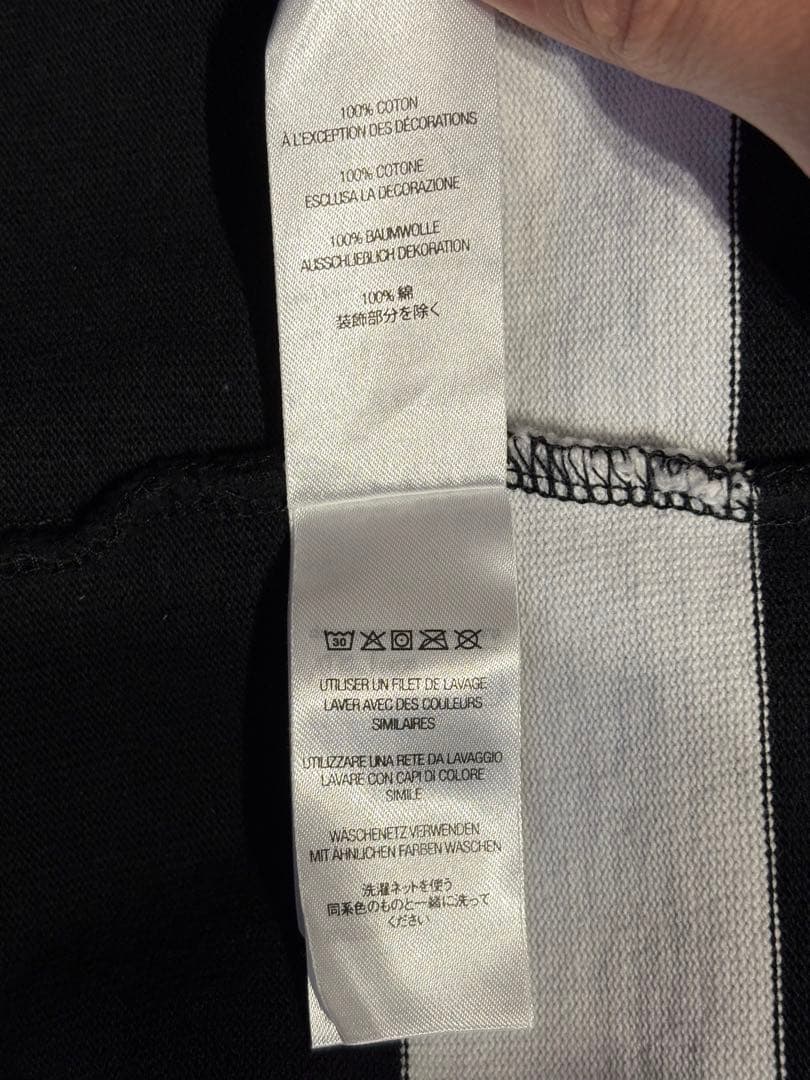 100% COTON
À L'EXCEPTION DES DÉCORATIONS
100% COTONE
ESCLUSA LA DECORAZIONE
100% BAUMWOLLE
AUSSCHLIEBLICH DEKORATION
100% 綿
装飾部分を除く
30
UTILISER UN FILET DE LAVAGE
LAVER AVEC DES COULEURS
SIMILAIRES
UTILIZZARE UNA RETE DA LAVAGGIO
LAVARE CON CAPI DI COLORE
SIMILE
WÄSCHENETZ VERWENDEN
MIT ÄHNLICHEN FARBEN WASCHEN
洗濯ネットを使う
同系色のものと一緒に洗って
ください